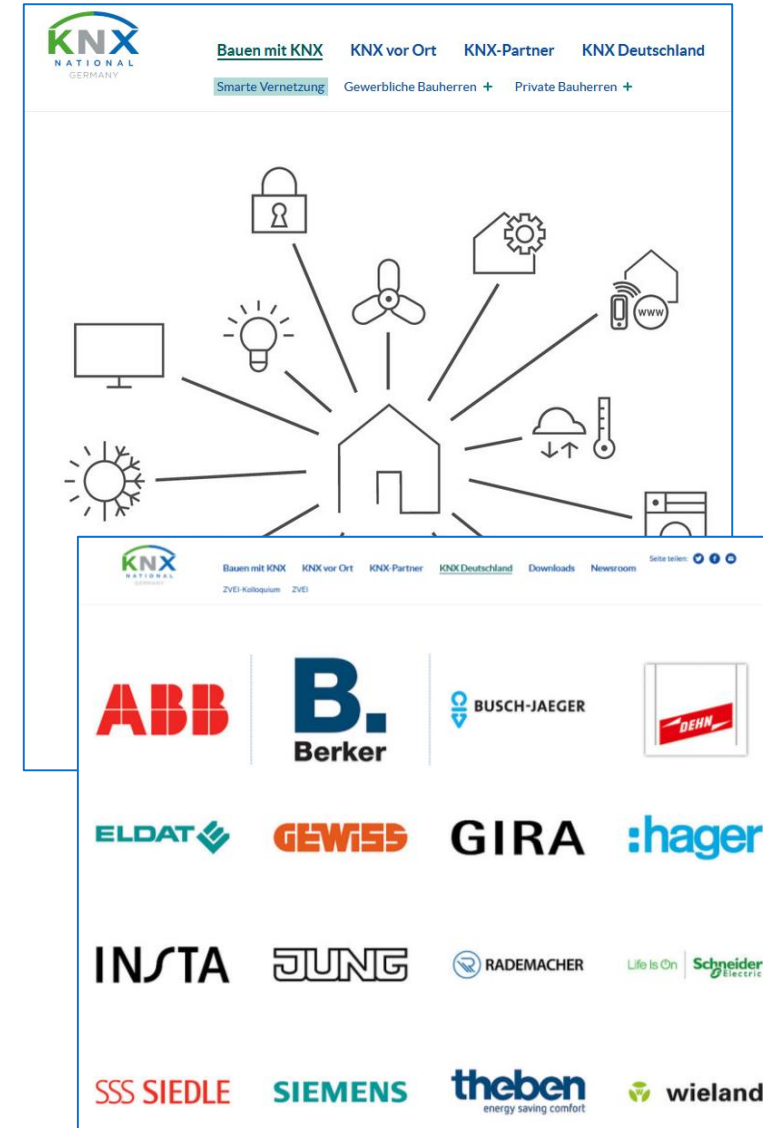 KNX
NATIONAL
GERMANY
Bauen mit KNX KNX vor Ort KNX-Partner KNX Deutschland
Smarte Vernetzung Gewerbliche Bauherren + Private Bauherren +
www
KNX
NATIONAL
GERMANY
Bauen mit KNX KNX vor Ort KNX-Partner KNX Deutschland Downloads Newsroom Seite teilen:
ZVEI-Kolloquium ZVEI
ABB B. Berker BUSCH-JAEGER DEHN
ELDAT GEWISS GIRA :hager
INSTA JUNG RADEMACHER Life Is On Schneider Electric
SSS SIEDLE SIEMENS theben energy saving comfort wieland